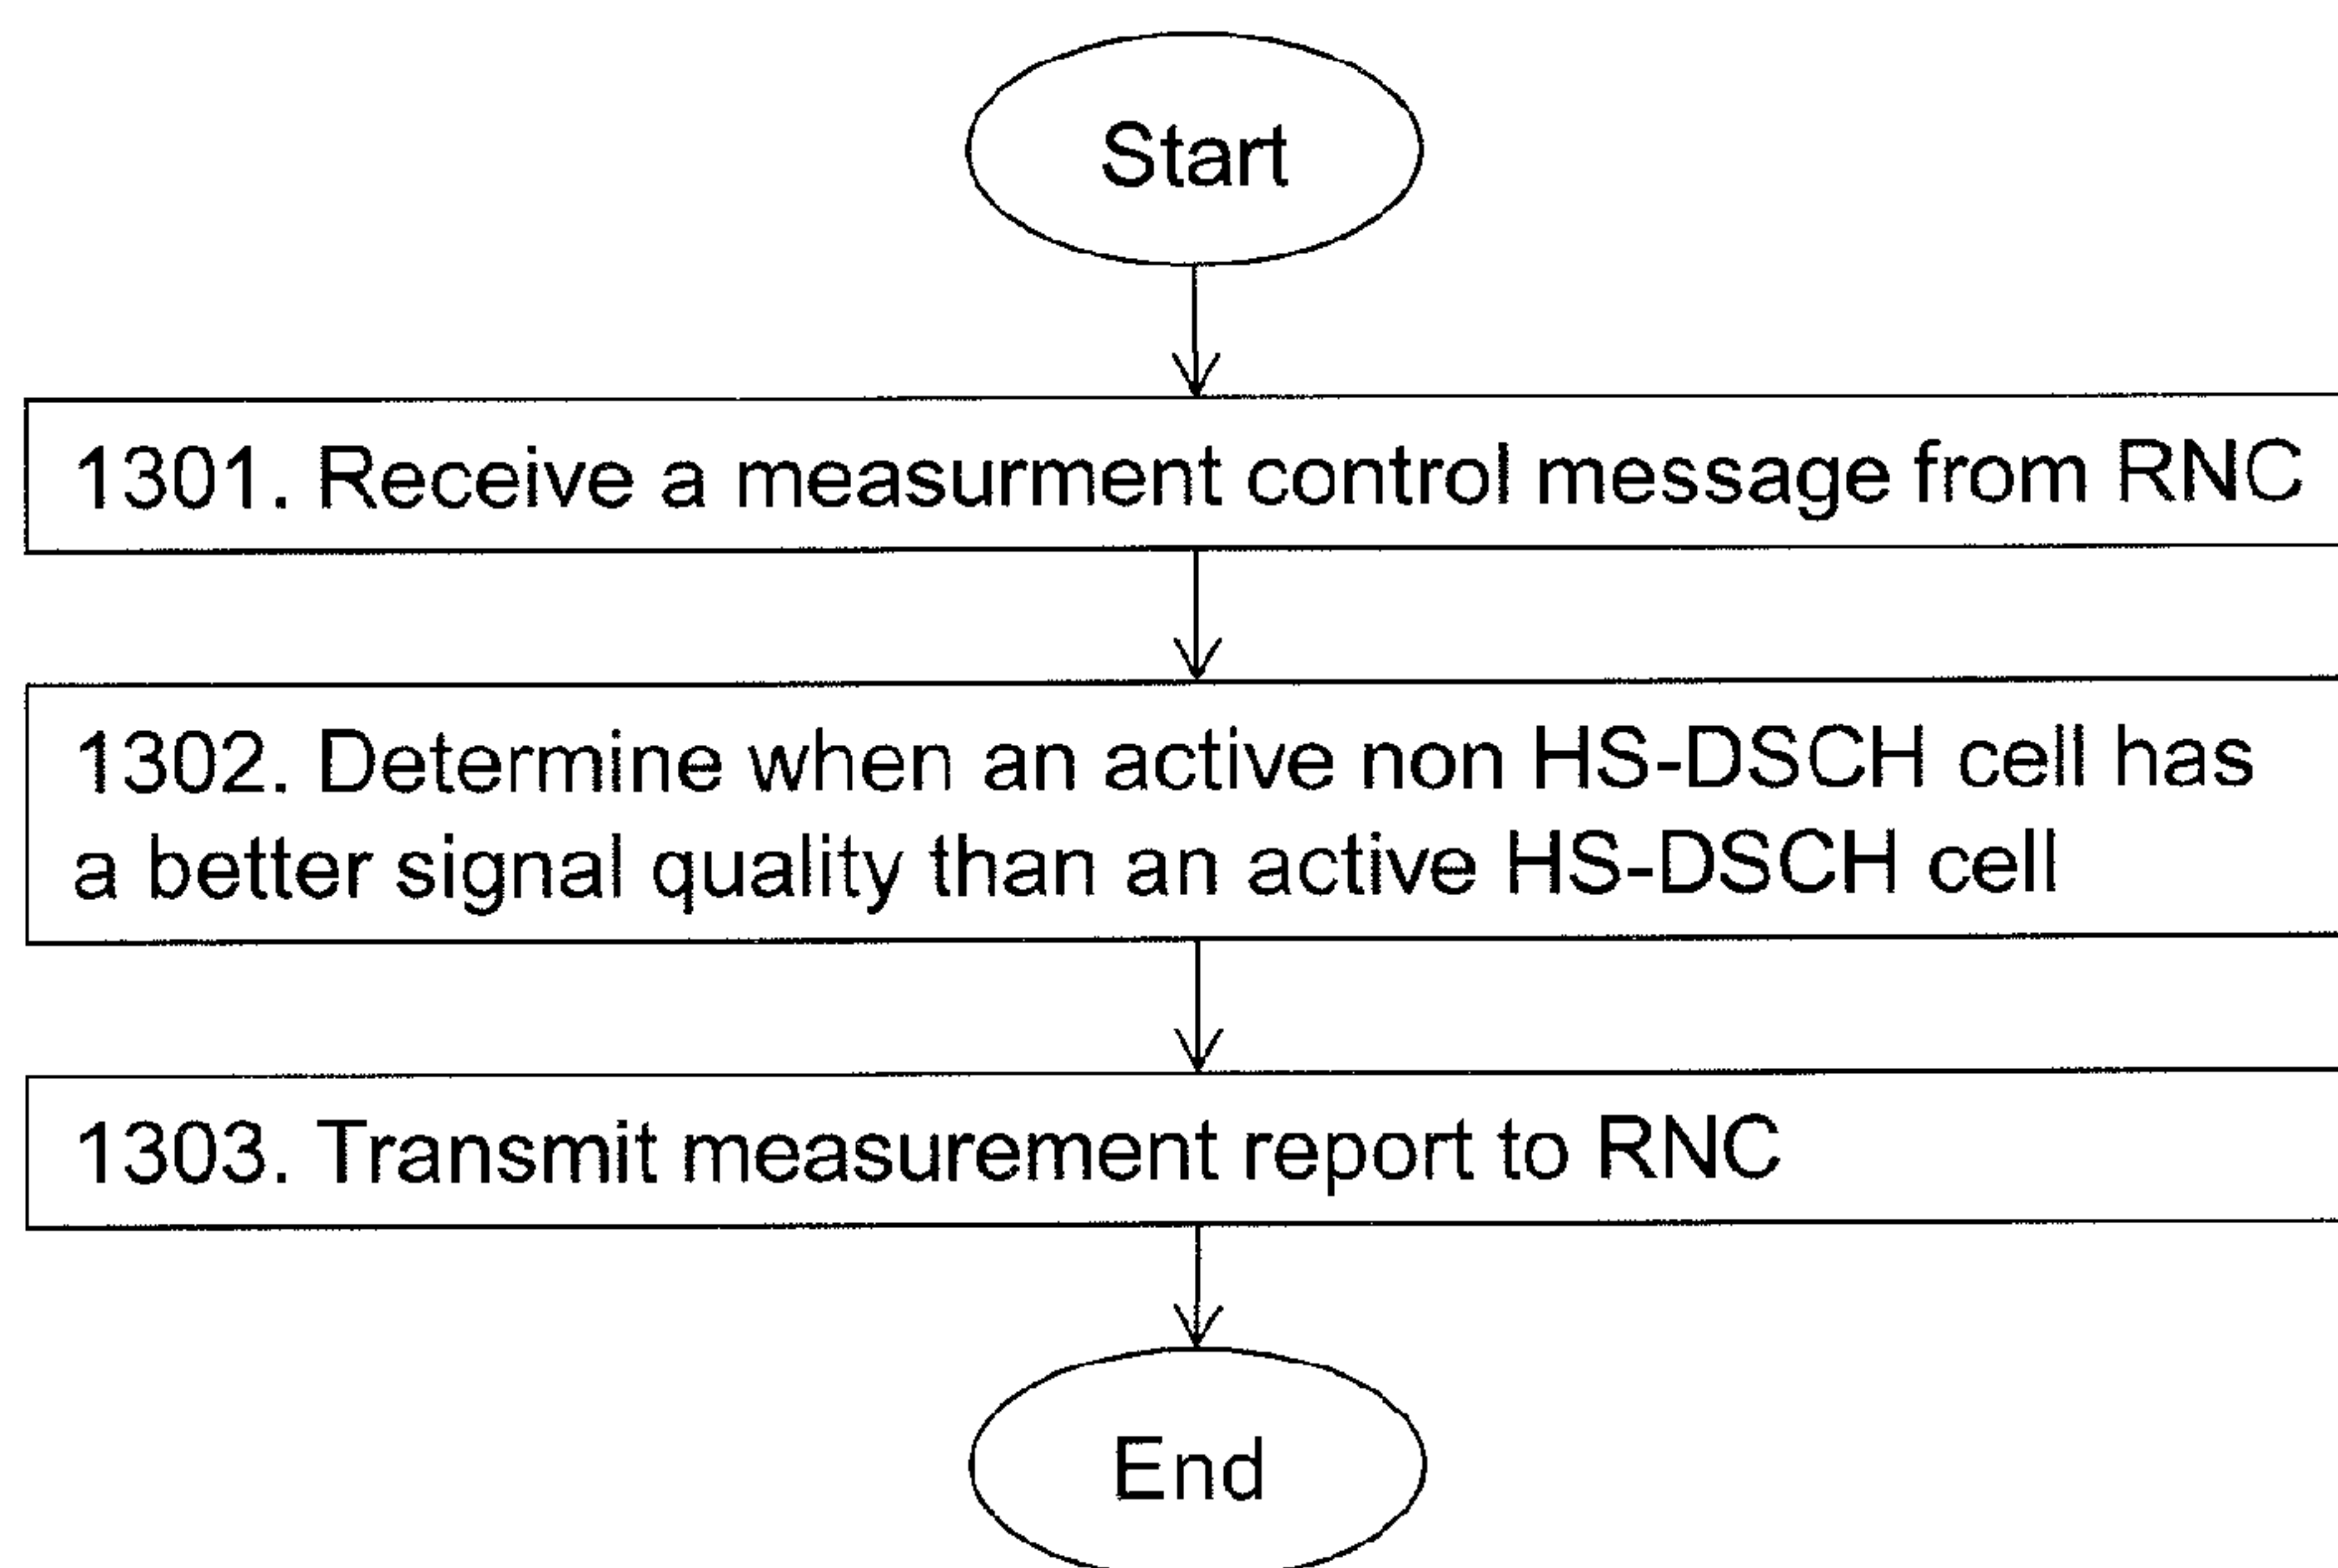 Start
1301. Receive a measurment control message from RNC
1302. Determine when an active non HS-DSCH cell has
a better signal quality than an active HS-DSCH cell
1303. Transmit measurement report to RNC
End